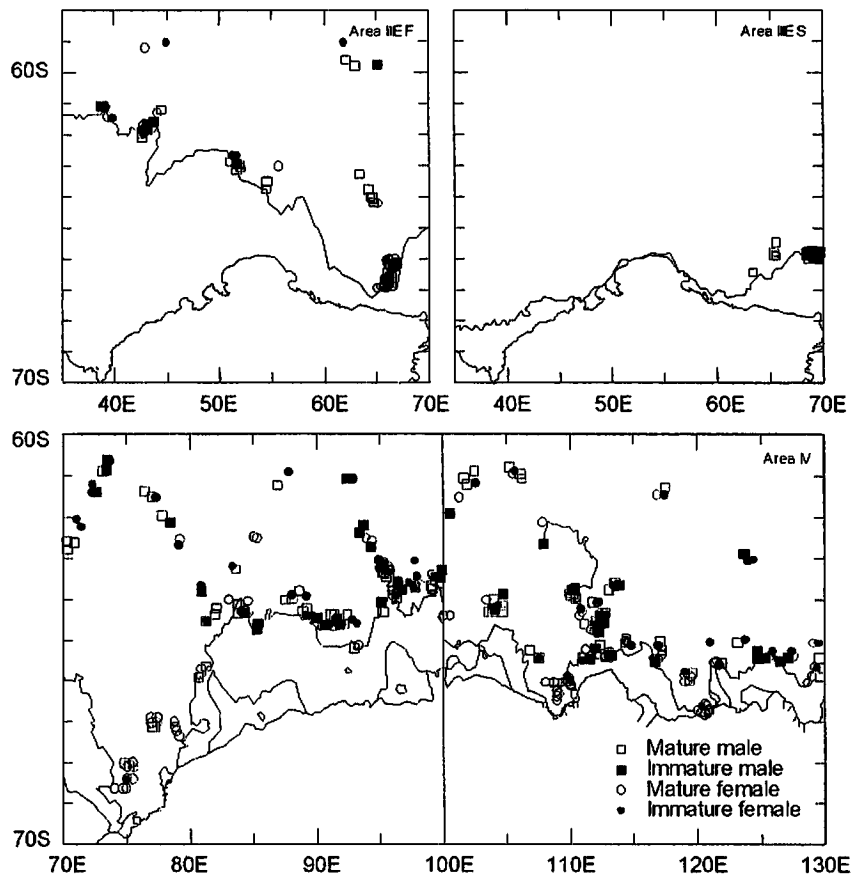 Area IIIEF
Area IIIES
60S
70S
40E 50E 60E 70E
40E 50E 60E 70E
60S
Area IV
Mature male
Immature male
Mature female
Immature female
70S
70E 80E 90E 100E 110E 120E 130E